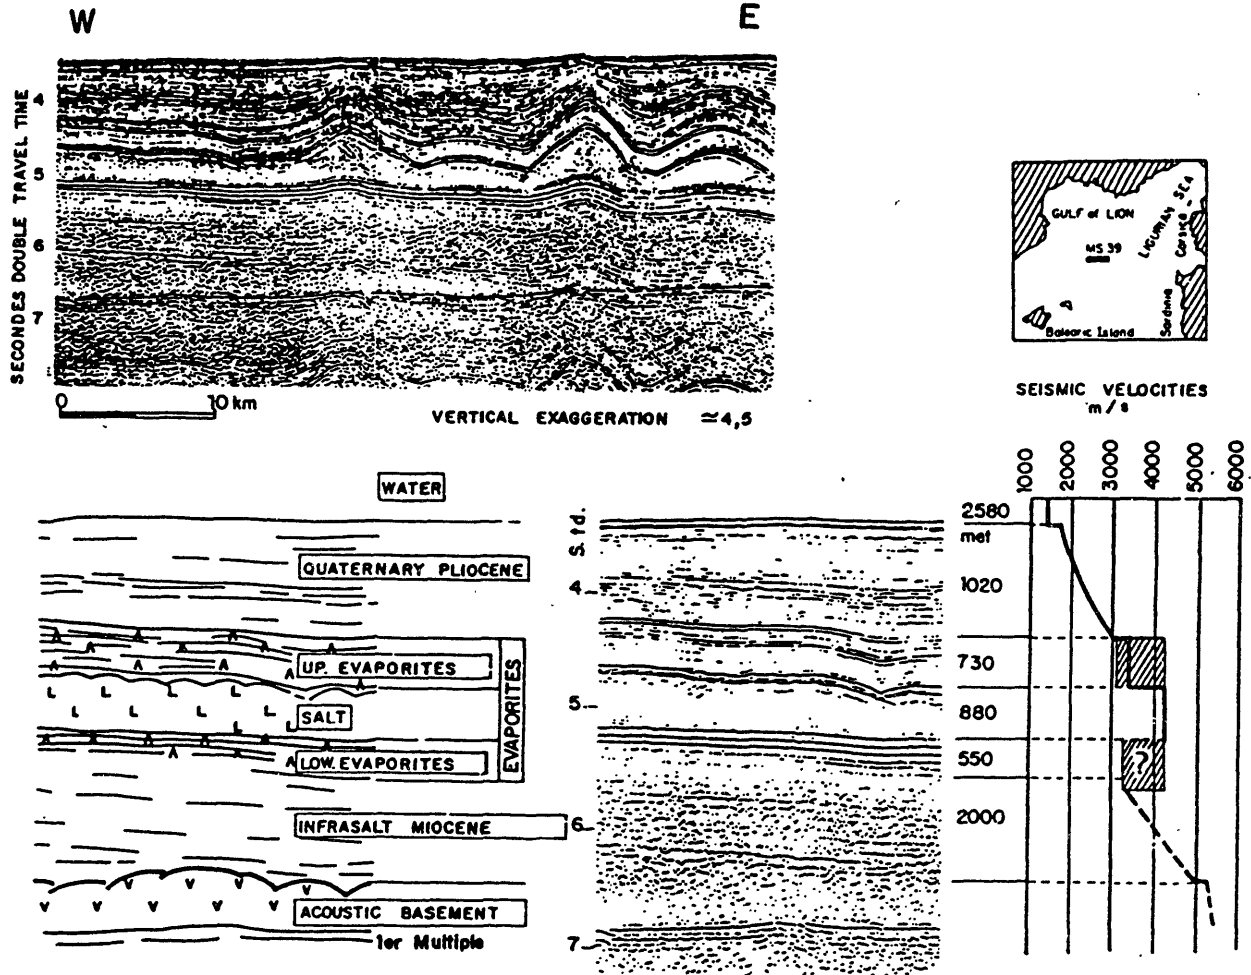 W
E
SECONDES DOUBLE TRAVEL TIME
4
5
6
7
0
10 km
VERTICAL EXAGGERATION ≃4,5
GULF of LION
LIGURIAN SEA
Corsica
MS 39
Sardinia
Balearic Island
SEISMIC VELOCITIES
m/s
1000
2000
3000
4000
5000
6000
WATER
QUATERNARY PLIOCENE
UP. EVAPORITES
SALT
LOW. EVAPORITES
EVAPORITES
INFRASALT MIOCENE
ACOUSTIC BASEMENT
1er Multiple
S. td.
4
5
6
7
2580
met
1020
730
880
550
2000
?